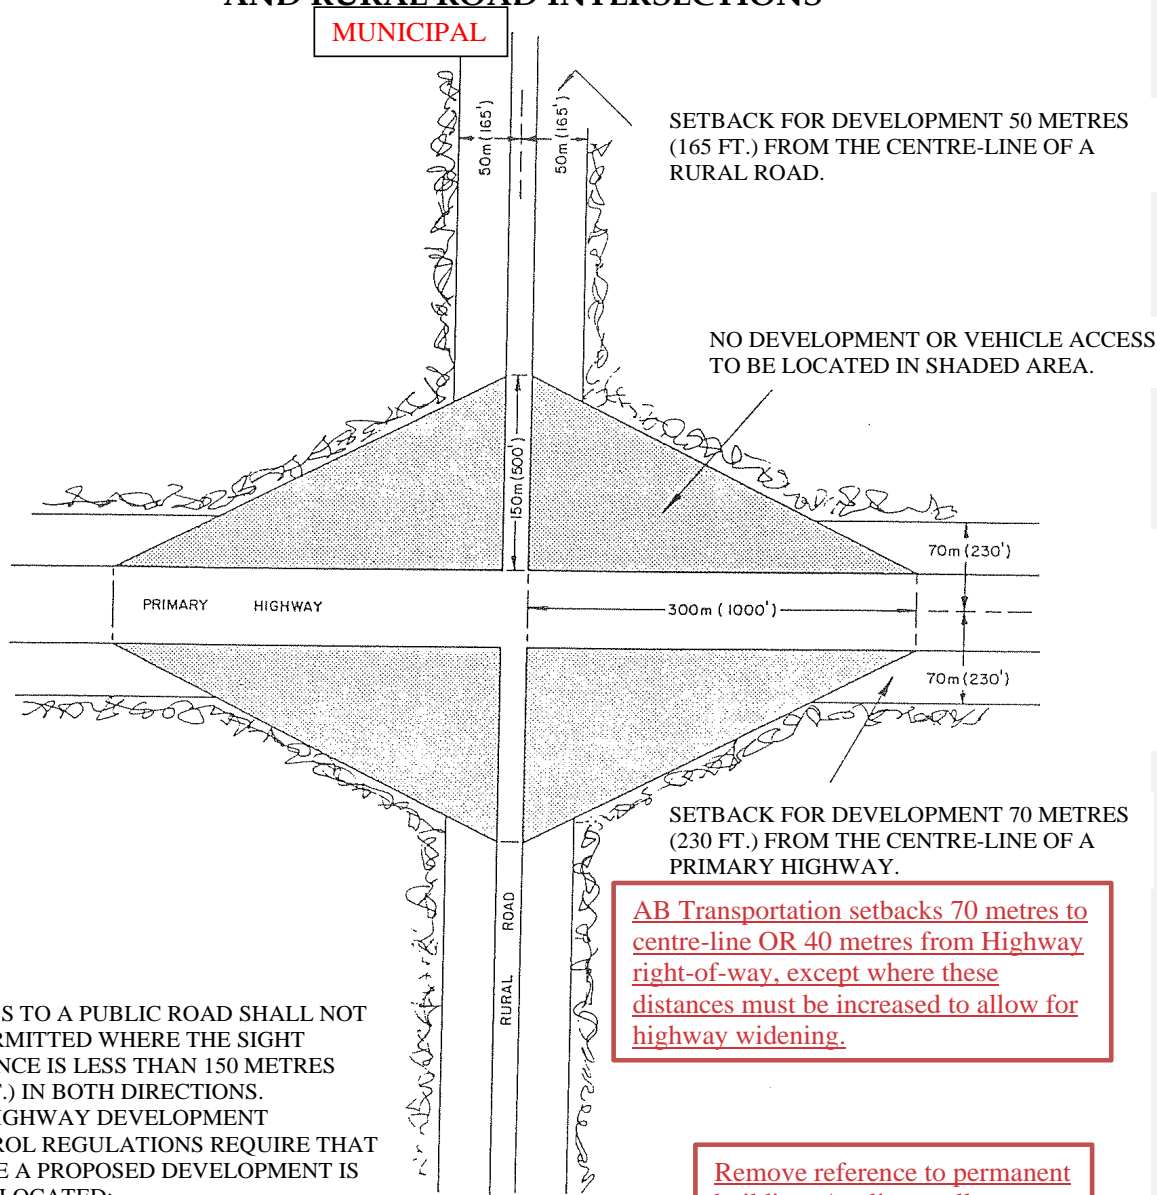 AND RURAL ROAD INTERSECTIONS
MUNICIPAL
50m (165')
50m (165')
SETBACK FOR DEVELOPMENT 50 METRES
(165 FT.) FROM THE CENTRE-LINE OF A
RURAL ROAD.
NO DEVELOPMENT OR VEHICLE ACCESS
TO BE LOCATED IN SHADED AREA.
150m (500')
70m (230')
PRIMARY HIGHWAY
300m (1000')
70m (230')
SETBACK FOR DEVELOPMENT 70 METRES
(230 FT.) FROM THE CENTRE-LINE OF A
PRIMARY HIGHWAY.
RURAL ROAD
AB Transportation setbacks 70 metres to
centre-line OR 40 metres from Highway
right-of-way, except where these
distances must be increased to allow for
highway widening.
S TO A PUBLIC ROAD SHALL NOT
RMITTED WHERE THE SIGHT
NCE IS LESS THAN 150 METRES
T.) IN BOTH DIRECTIONS.
IGHWAY DEVELOPMENT
ROL REGULATIONS REQUIRE THAT
E A PROPOSED DEVELOPMENT IS
LOCATED:
Remove reference to permanent